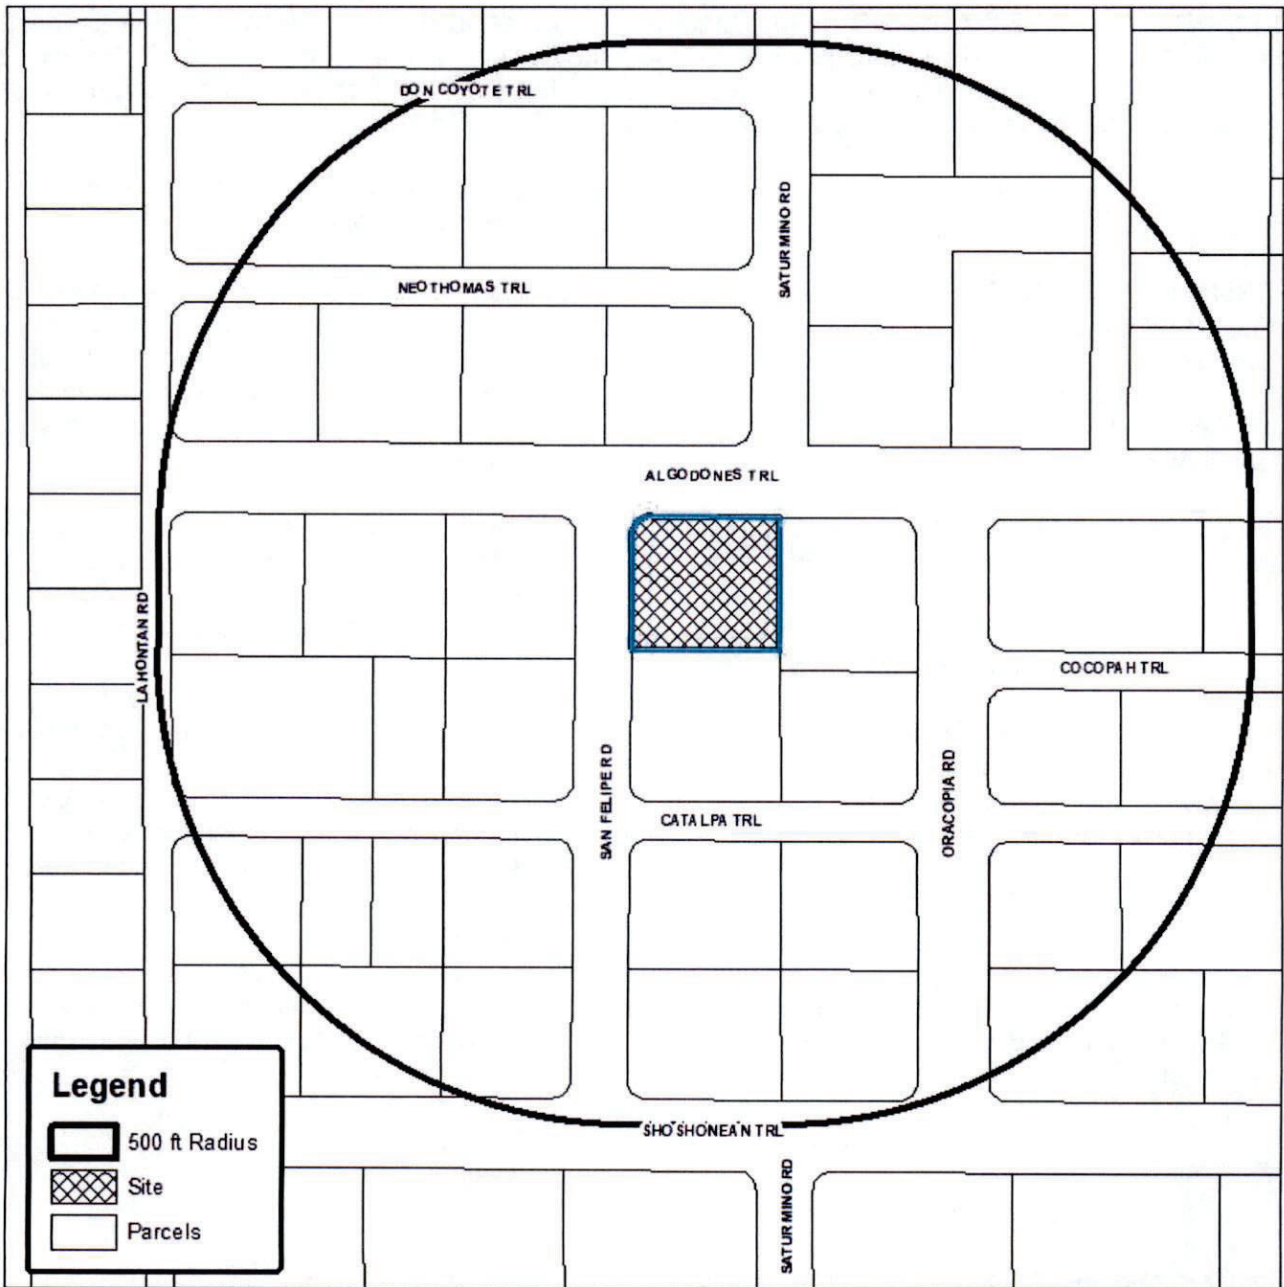 DON COYOTE TRL
SATURMINO RD
NEOTHOMAS TRL
ALGODONES TRL
LAHONTAN RD
COCOPAH TRL
SAN FELIPE RD
ORACOPIA RD
CATALPA TRL
SHOSHONEAN TRL
SATURMINO RD
Legend
500 ft Radius
Site
Parcels